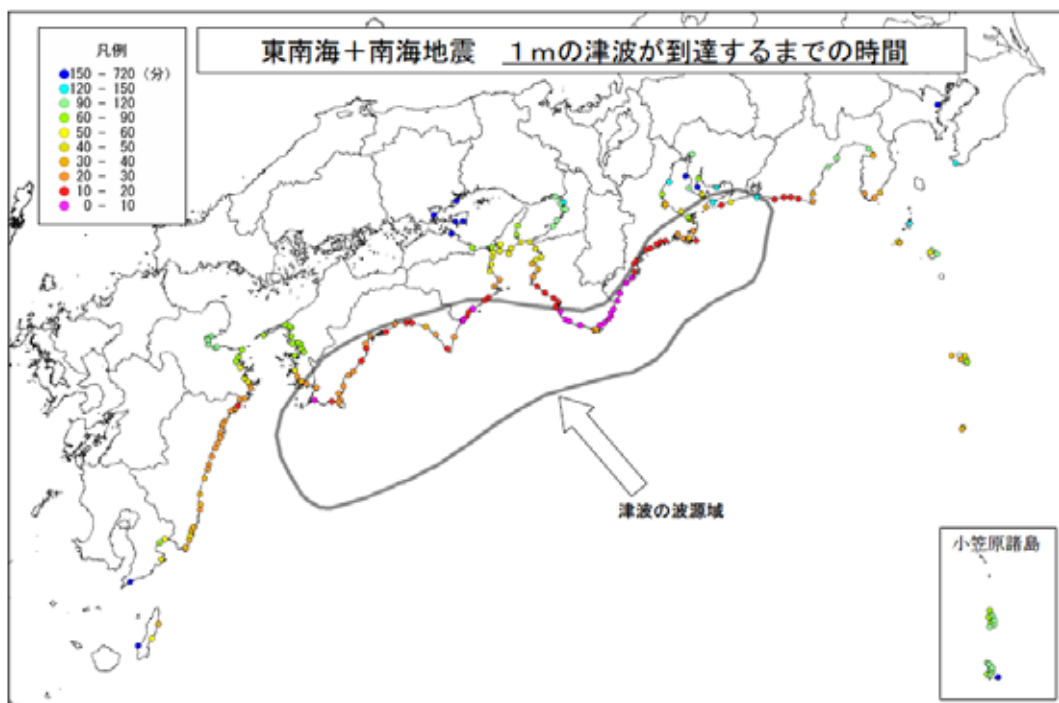 東南海＋南海地震　１ｍの津波が到達するまでの時間
凡例
150 - 720（分）
120 - 150
90 - 120
60 - 90
50 - 60
40 - 50
30 - 40
20 - 30
10 - 20
0 - 10
津波の波源域
小笠原諸島